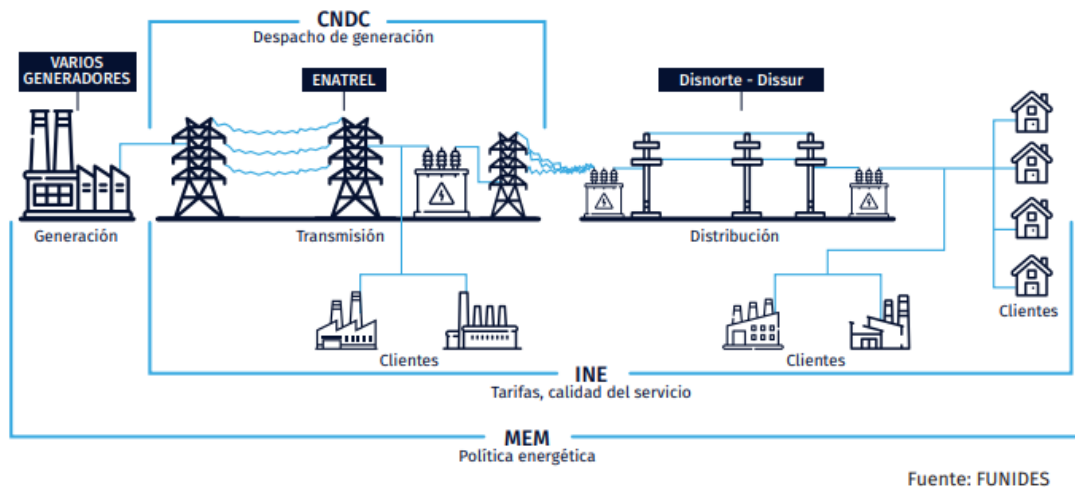 CNDC
Despacho de generación
VARIOS
GENERADORES
ENATREL
Disnorte - Dissur
Generación
Transmisión
Distribución
Clientes
Clientes
Clientes
INE
Tarifas, calidad del servicio
MEM
Política energética
Fuente: FUNIDES